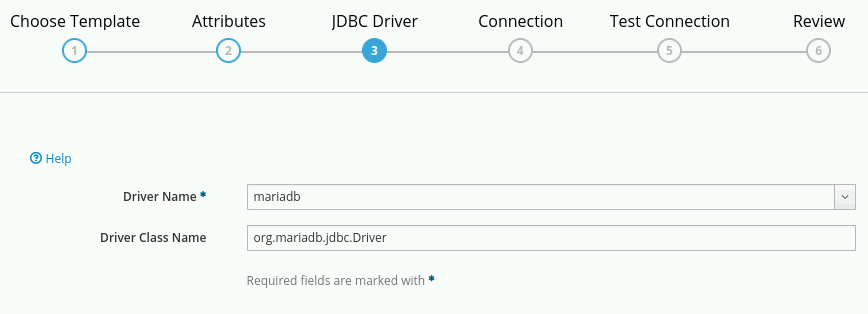 Choose Template Attributes JDBC Driver Connection Test Connection Review
1 2 3 4 5 6
Help
Driver Name * mariadb
Driver Class Name org.mariadb.jdbc.Driver
Required fields are marked with *